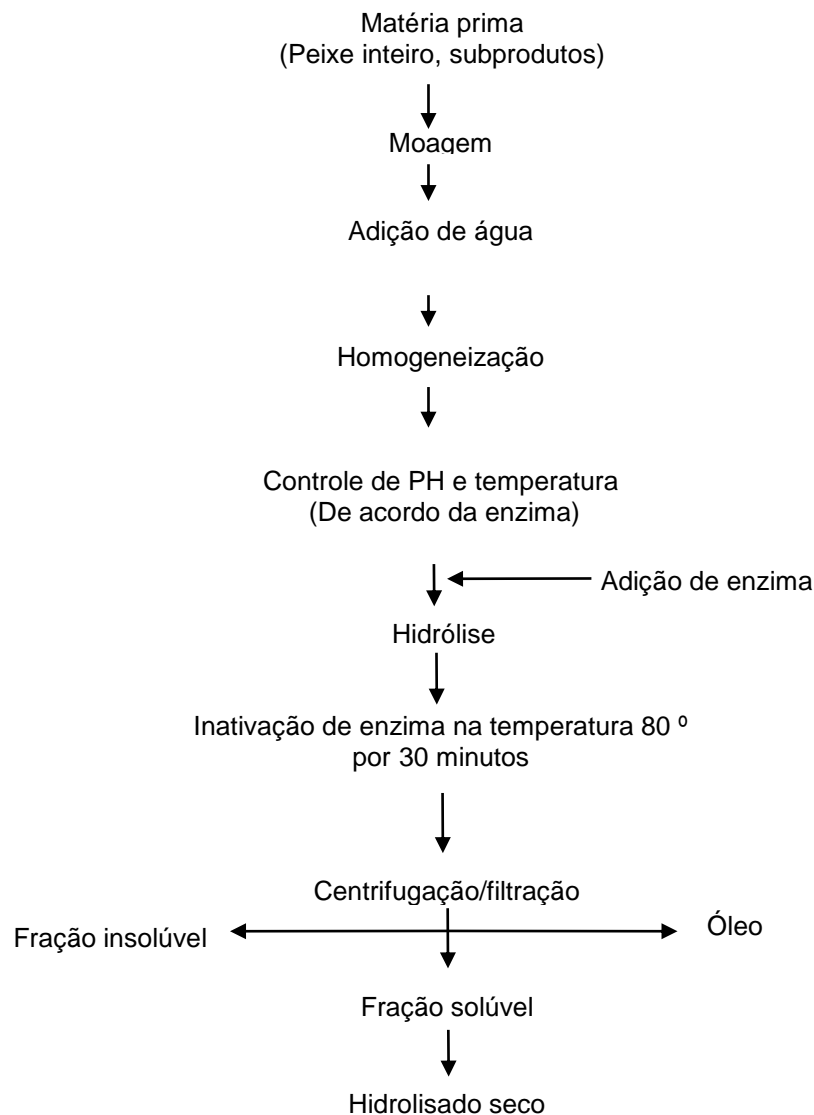 Matéria prima
(Peixe inteiro, subprodutos)
Moagem
Adição de água
Homogeneização
Controle de PH e temperatura
(De acordo da enzima)
Adição de enzima
Hidrólise
Inativação de enzima na temperatura 80 º
por 30 minutos
Centrifugação/filtração
Fração insolúvel
Óleo
Fração solúvel
Hidrolisado seco